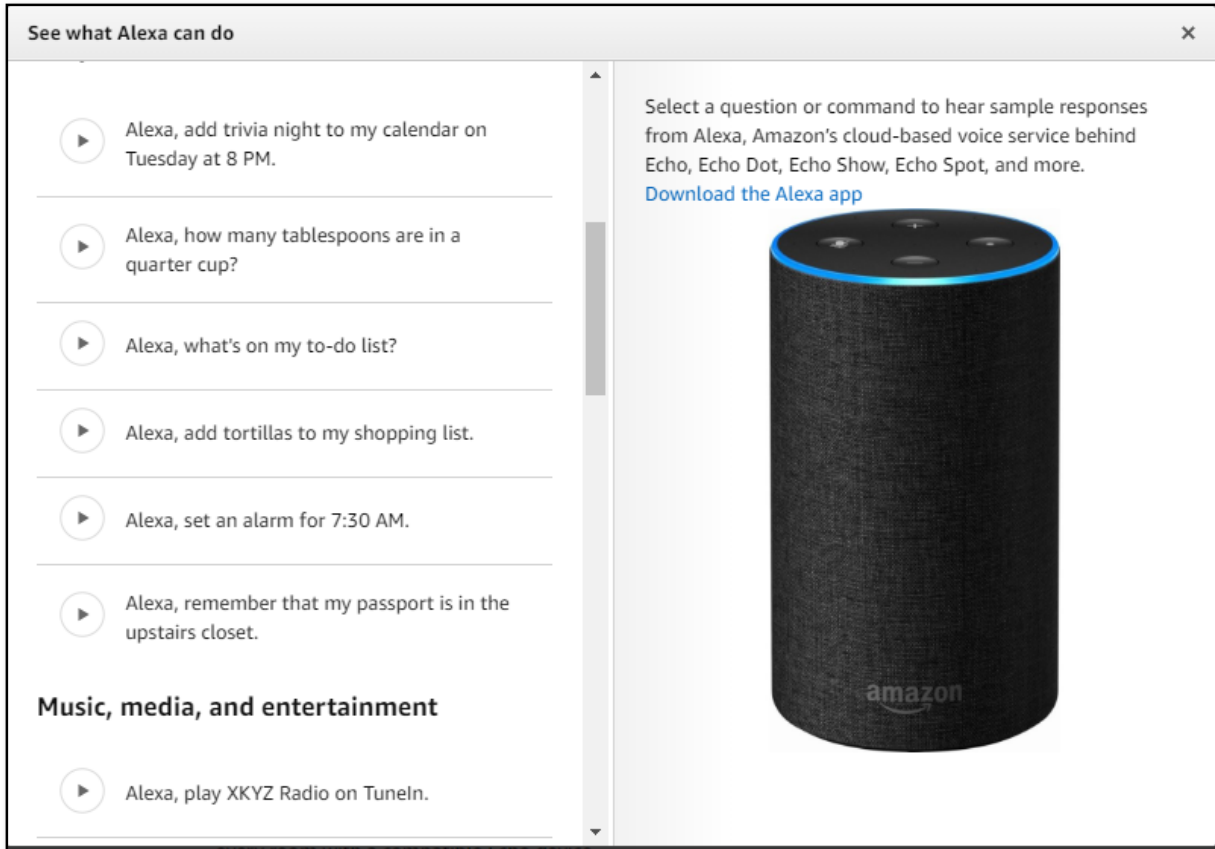 See what Alexa can do
Alexa, add trivia night to my calendar on
Tuesday at 8 PM.
Alexa, how many tablespoons are in a
quarter cup?
Alexa, what's on my to-do list?
Alexa, add tortillas to my shopping list.
Alexa, set an alarm for 7:30 AM.
Alexa, remember that my passport is in the
upstairs closet.
Music, media, and entertainment
Alexa, play XKYZ Radio on TuneIn.
Select a question or command to hear sample responses
from Alexa, Amazon's cloud-based voice service behind
Echo, Echo Dot, Echo Show, Echo Spot, and more.
Download the Alexa app
amazon